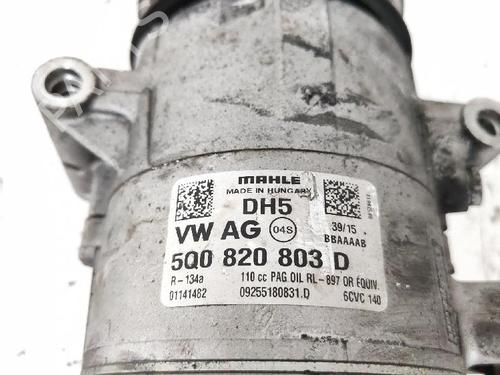 MAHLE
MADE IN HUNGARY
DH5
VW AG 04S
39/15
BBAAAAB
5Q0 820 803 D
R-134a 110 cc PAG OIL RL-897 OR EQUIV.
01141482 09255180831.D 6CVC 140